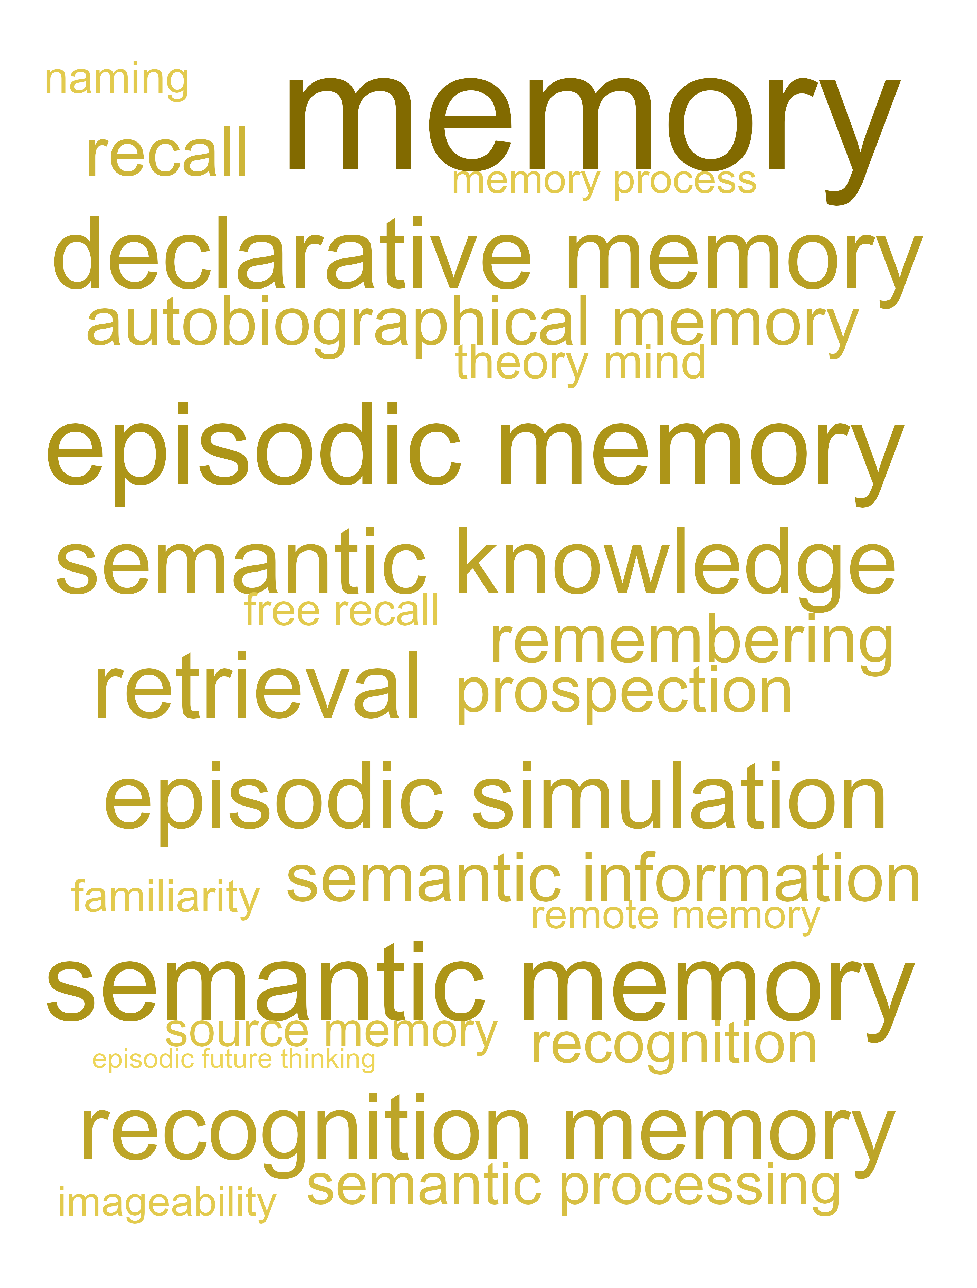 naming
memory
recall
memory process
declarative memory
autobiographical memory
theory mind
episodic memory
semantic knowledge
free recall
remembering
retrieval
prospection
episodic simulation
semantic information
familiarity
remote memory
semantic memory
source memory
recognition
episodic future thinking
recognition memory
semantic processing
imageability